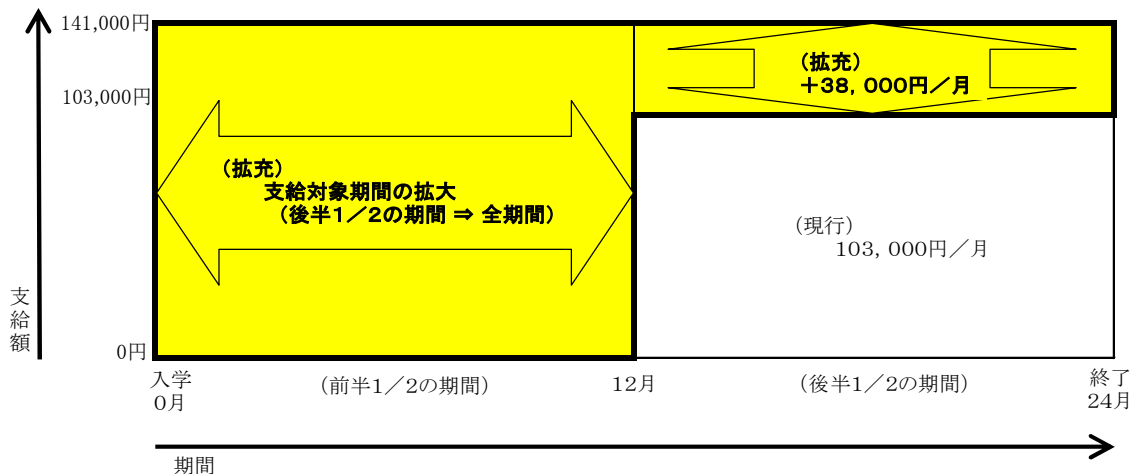 141,000円
103,000円
0円
支給額
(拡充)
+38,000円/月
(拡充)
支給対象期間の拡大
(後半1/2の期間 ⇒ 全期間)
(現行)
103,000円/月
入学
0月
(前半1/2の期間)
12月
(後半1/2の期間)
終了
24月
期間